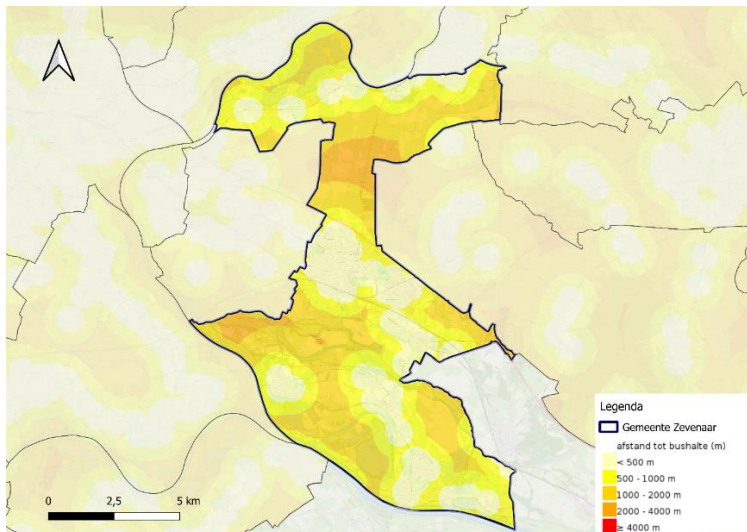 0 2,5 5 km
Legenda
Gemeente Zevenaar
afstand tot bushalte (m)
< 500 m
500 - 1000 m
1000 - 2000 m
2000 - 4000 m
≥ 4000 m